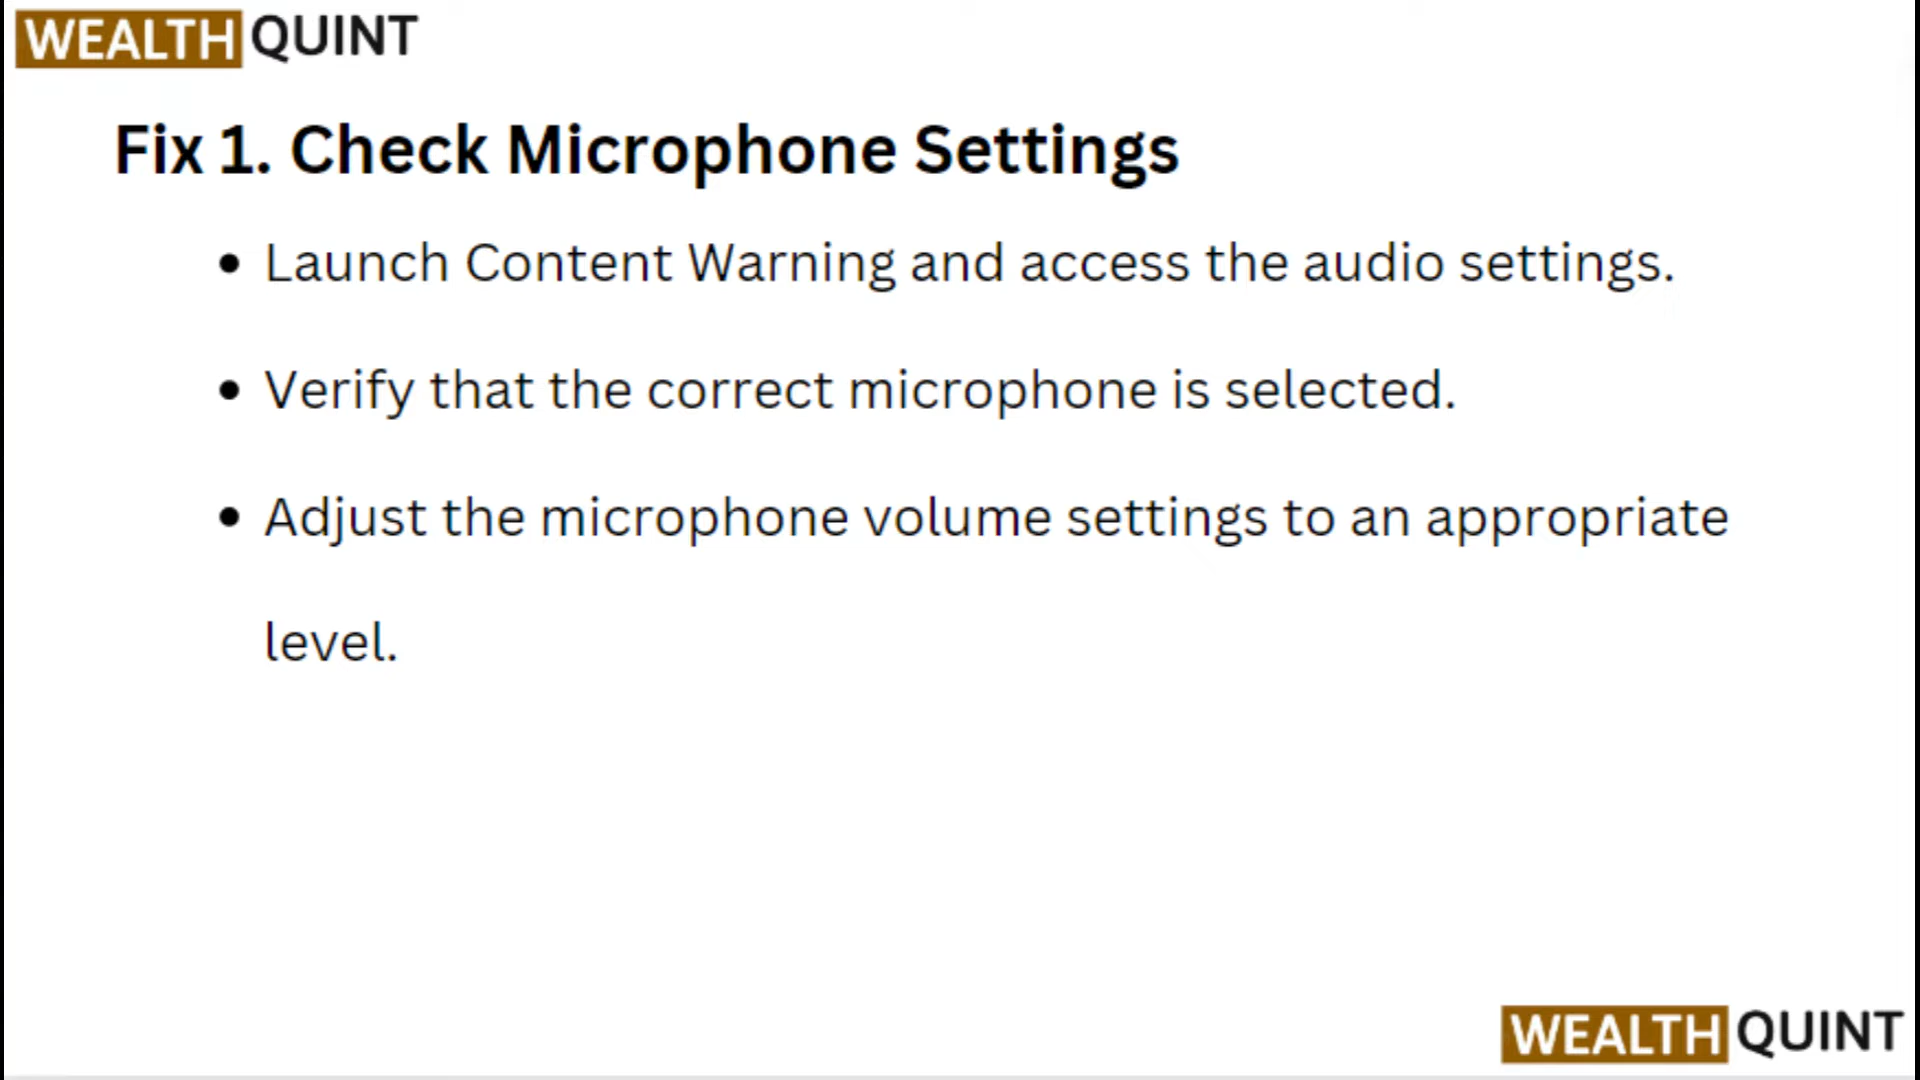 WEALTH QUINT
Fix 1. Check Microphone Settings
• Launch Content Warning and access the audio settings.
• Verify that the correct microphone is selected.
• Adjust the microphone volume settings to an appropriate
level.
WEALTH QUINT